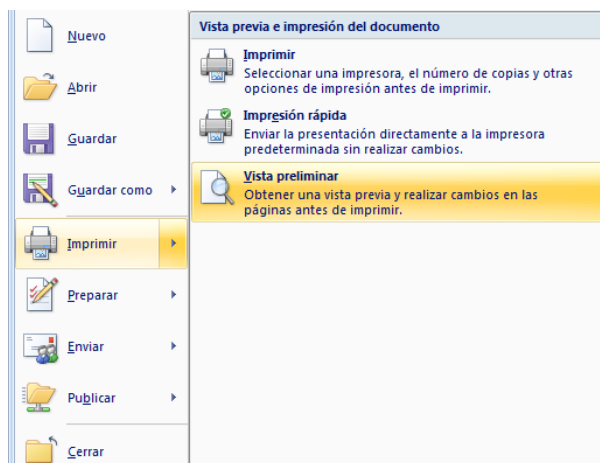 Nuevo
Abrir
Guardar
Guardar como
Imprimir
Preparar
Enviar
Publicar
Cerrar
Vista previa e impresión del documento
Imprimir
Seleccionar una impresora, el número de copias y otras
opciones de impresión antes de imprimir.
Impresión rápida
Enviar la presentación directamente a la impresora
predeterminada sin realizar cambios.
Vista preliminar
Obtener una vista previa y realizar cambios en las
páginas antes de imprimir.